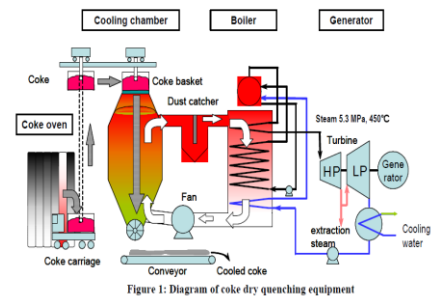 Cooling chamber
Boiler
Generator
Coke
Coke basket
Dust catcher
Coke oven
Steam 5.3 MPa, 450℃
Turbine
HP
LP
Gene
rator
Fan
extraction
steam
Cooling
water
Coke carriage
Conveyor
Cooled coke
Figure 1: Diagram of coke dry quenching equipment